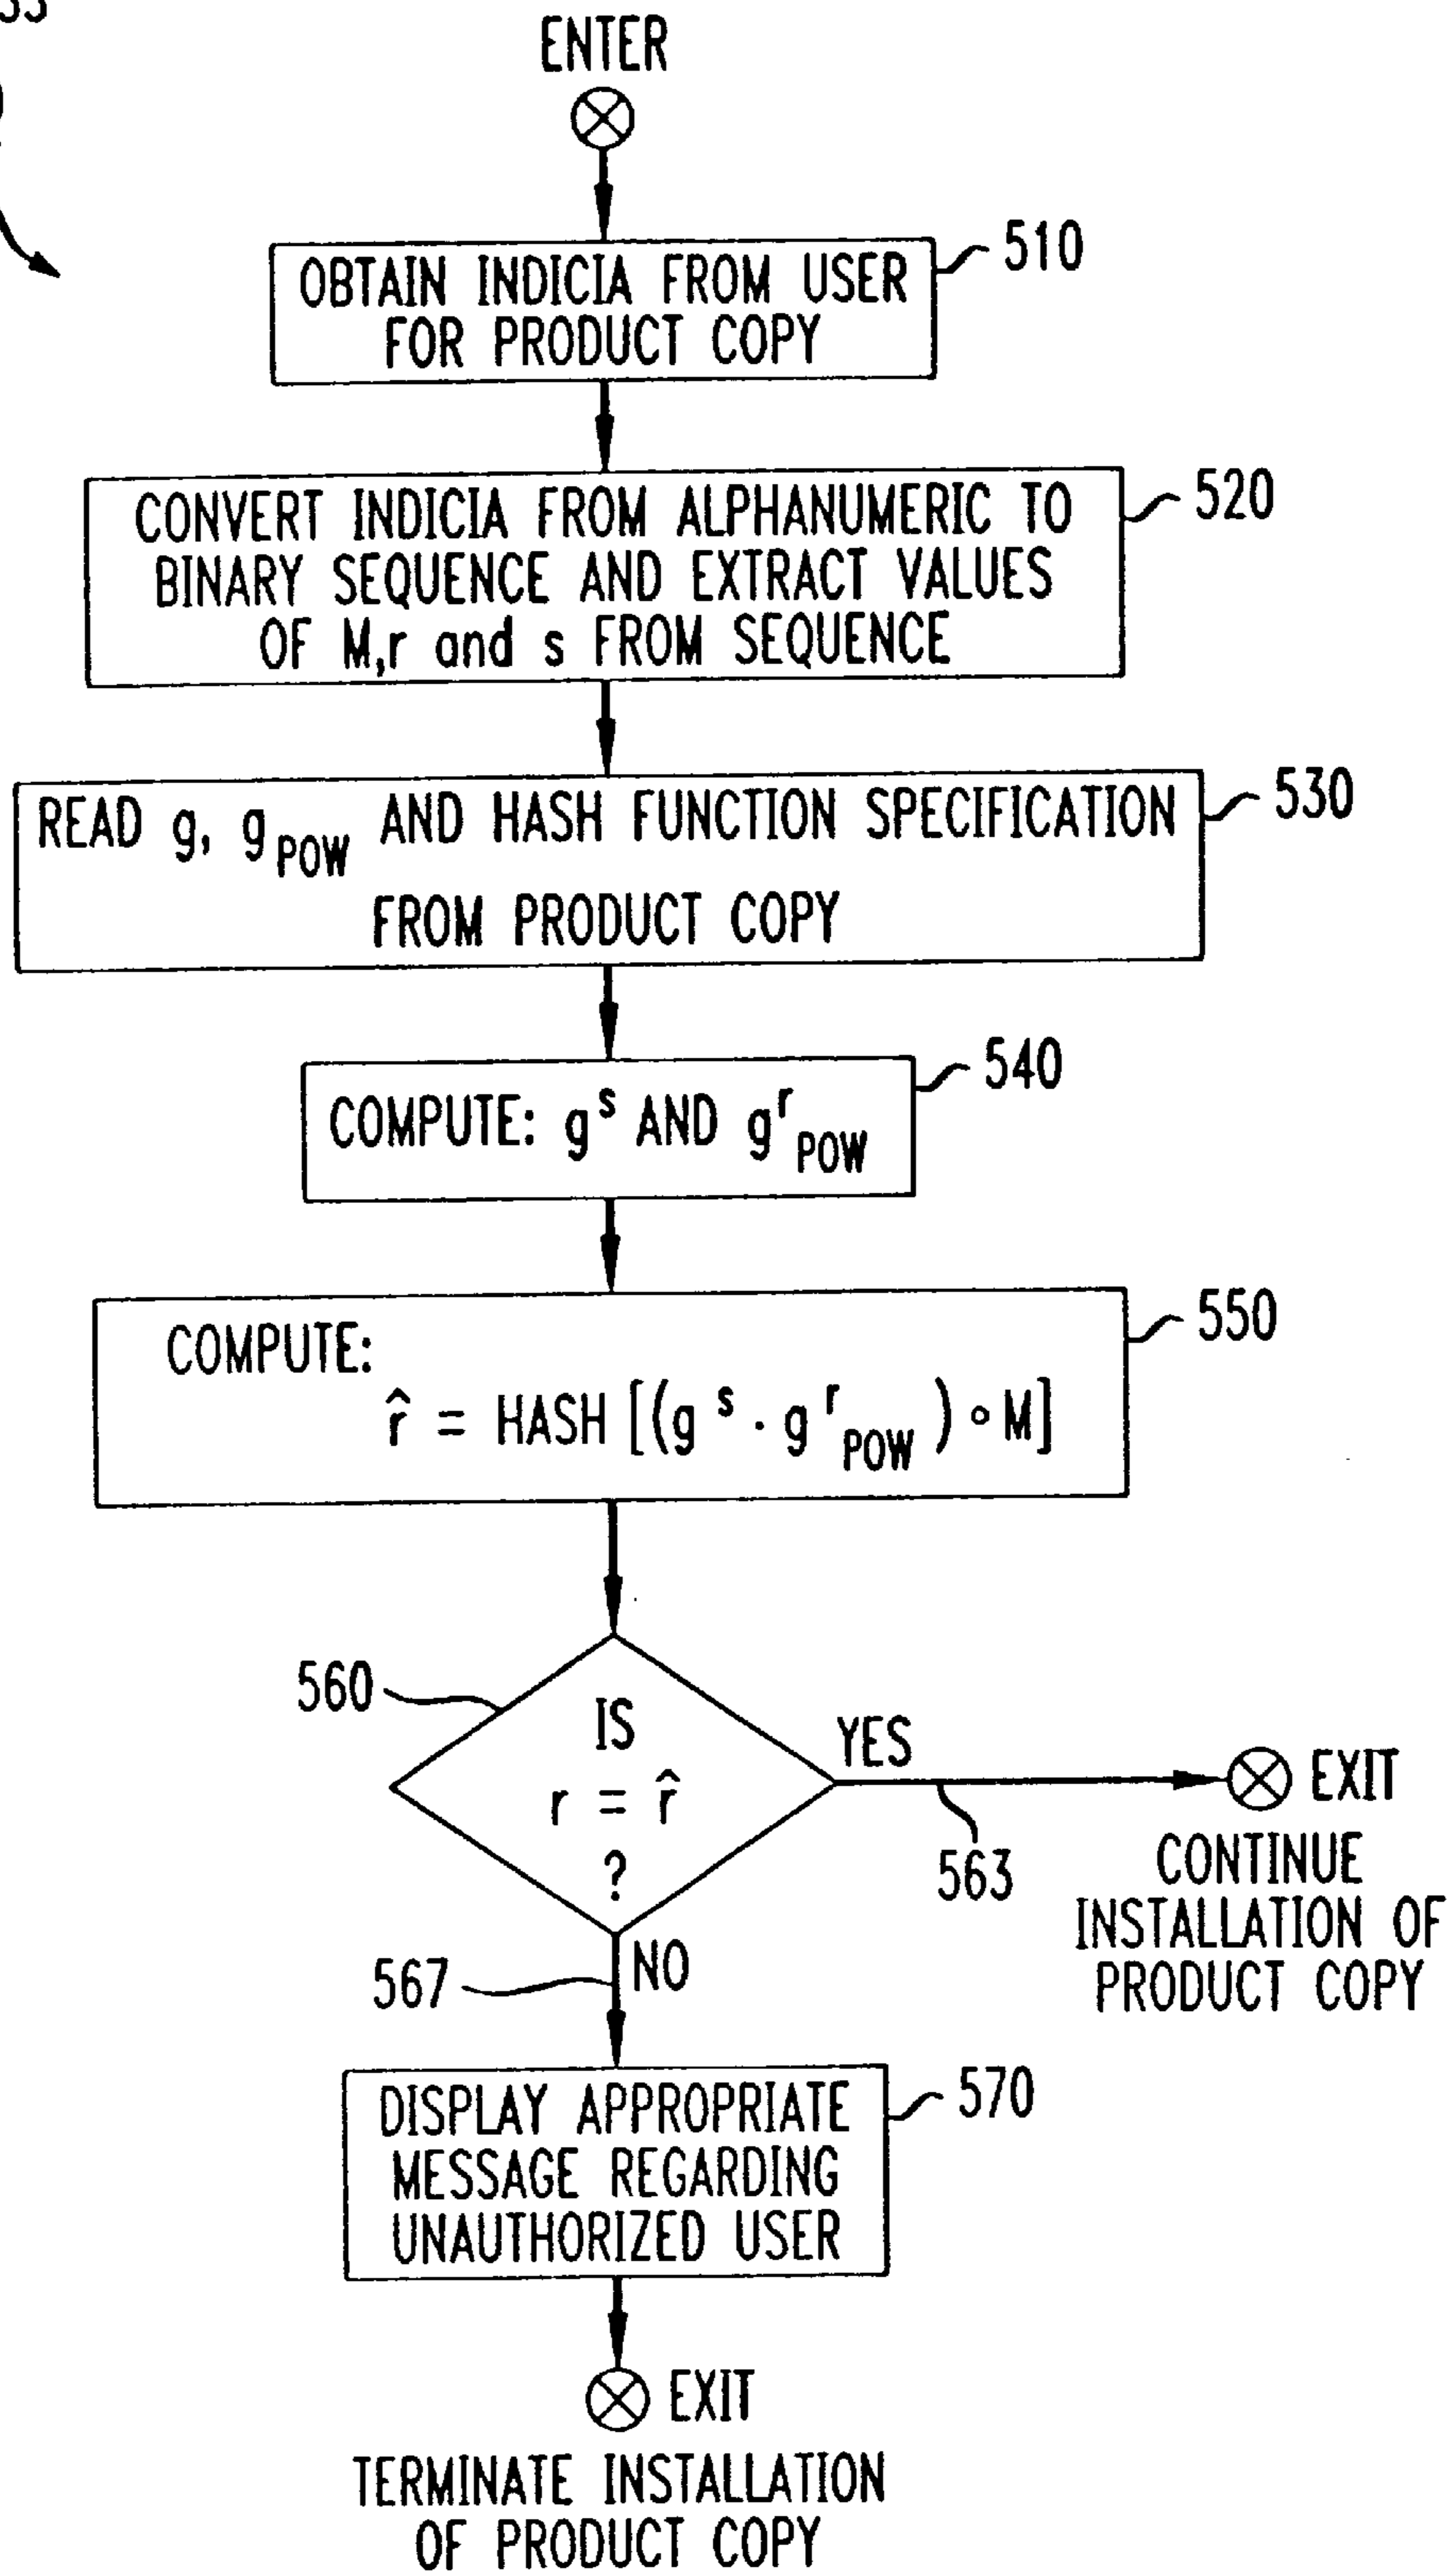 ENTER
OBTAIN INDICIA FROM USER
FOR PRODUCT COPY
510
CONVERT INDICIA FROM ALPHANUMERIC TO
BINARY SEQUENCE AND EXTRACT VALUES
OF M,r and s FROM SEQUENCE
520
READ g, g POW AND HASH FUNCTION SPECIFICATION
FROM PRODUCT COPY
530
COMPUTE: g^s AND g^r POW
540
COMPUTE:
r̂ = HASH [(g^s · g^r POW) ∘ M]
550
560
IS
r = r̂
?
YES
563
EXIT
CONTINUE
INSTALLATION OF
PRODUCT COPY
567
NO
DISPLAY APPROPRIATE
MESSAGE REGARDING
UNAUTHORIZED USER
570
EXIT
TERMINATE INSTALLATION
OF PRODUCT COPY